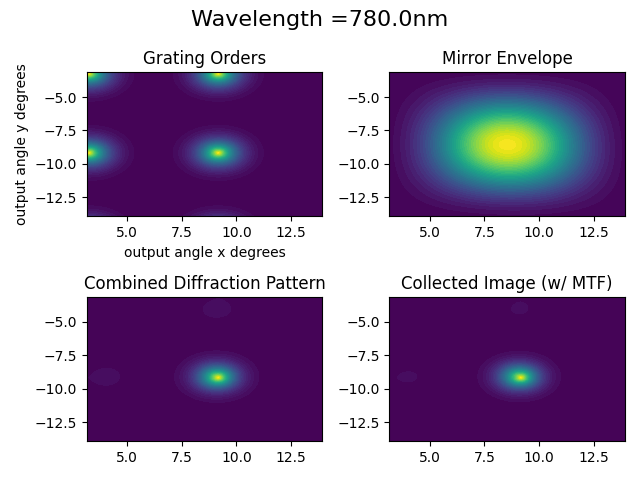 Wavelength =780.0nm
Grating Orders
Mirror Envelope
output angle y degrees
−5.0
−7.5
−10.0
−12.5
5.0 7.5 10.0 12.5
output angle x degrees
−5.0
−7.5
−10.0
−12.5
5.0 7.5 10.0 12.5
Combined Diffraction Pattern
Collected Image (w/ MTF)
−5.0
−7.5
−10.0
−12.5
5.0 7.5 10.0 12.5
−5.0
−7.5
−10.0
−12.5
5.0 7.5 10.0 12.5